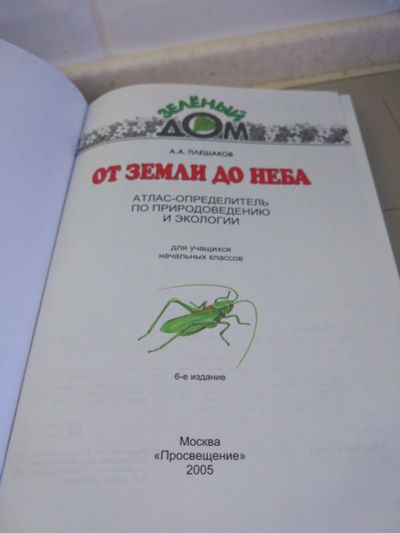 ЗЕЛЁНЫЙ
ДОМ
А.А. ПЛЕШАКОВ
ОТ ЗЕМЛИ ДО НЕБА
АТЛАС-ОПРЕДЕЛИТЕЛЬ
ПО ПРИРОДОВЕДЕНИЮ
И ЭКОЛОГИИ
для учащихся
начальных классов
6-е издание
Москва
«Просвещение»
2005